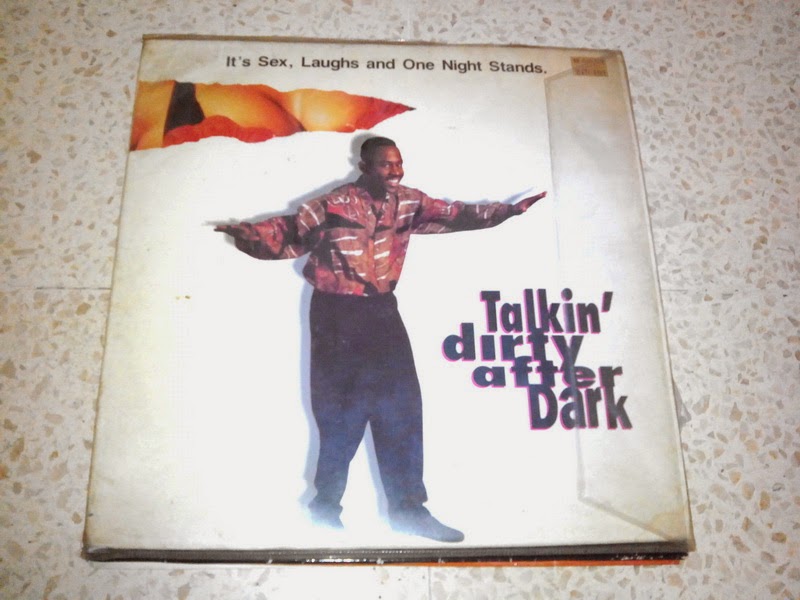 It's Sex, Laughs and One Night Stands.
Talkin'
dirty
after
Dark